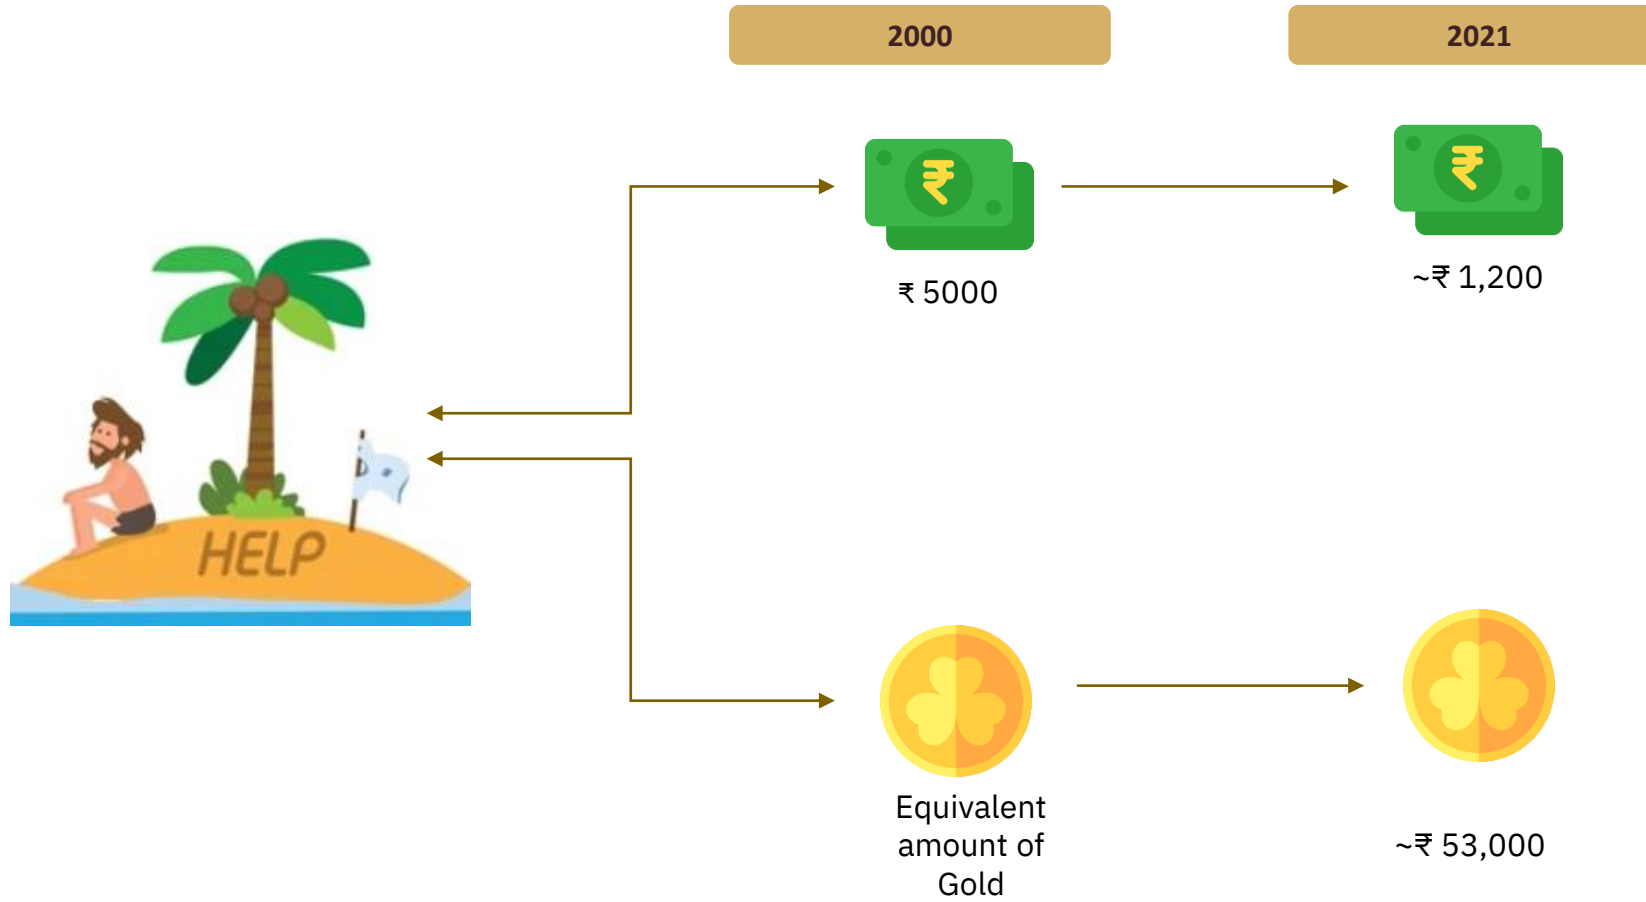 2000
2021
₹ 5000
~₹ 1,200
HELP
Equivalent
amount of
Gold
~₹ 53,000